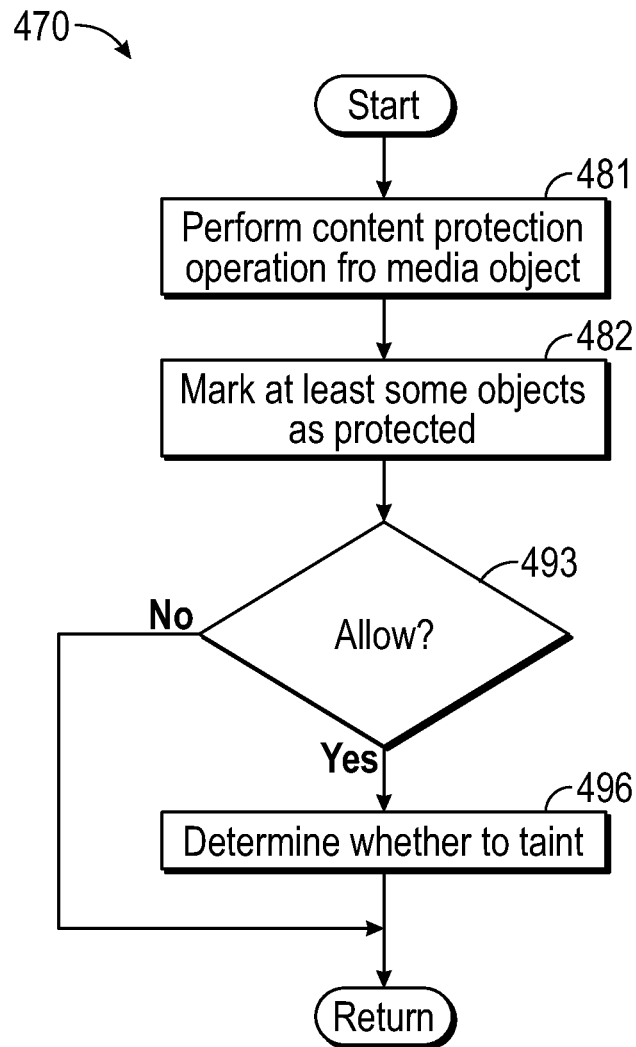 470
Start
481
Perform content protection
operation fro media object
482
Mark at least some objects
as protected
493
Allow?
No
Yes
496
Determine whether to taint
Return